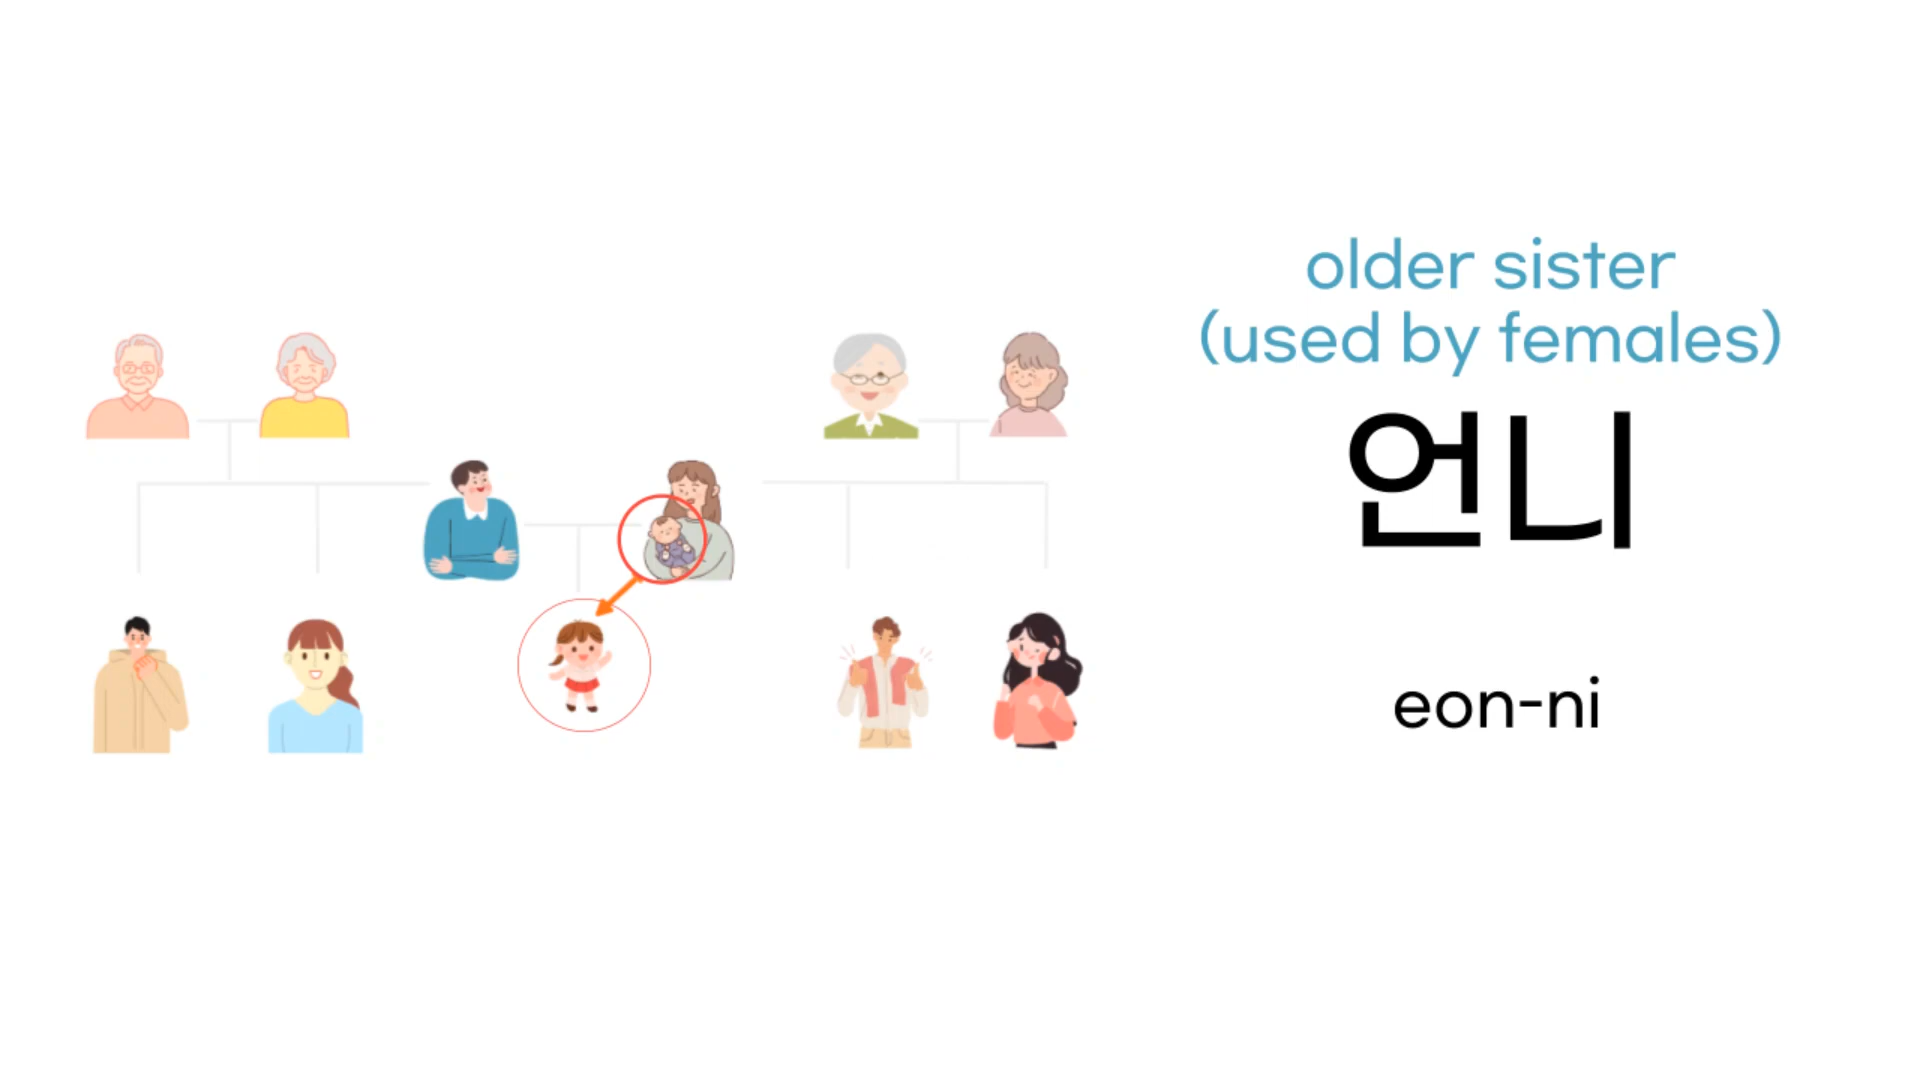 older sister
(used by females)
언니
eon-ni